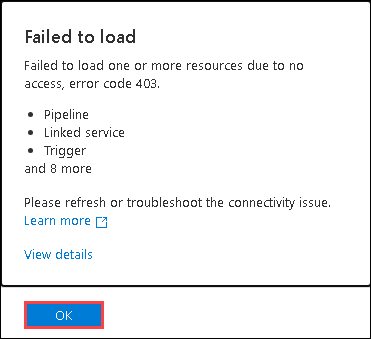 Failed to load
Failed to load one or more resources due to no
access, error code 403.
• Pipeline
• Linked service
• Trigger
and 8 more
Please refresh or troubleshoot the connectivity issue.
Learn more
View details
OK